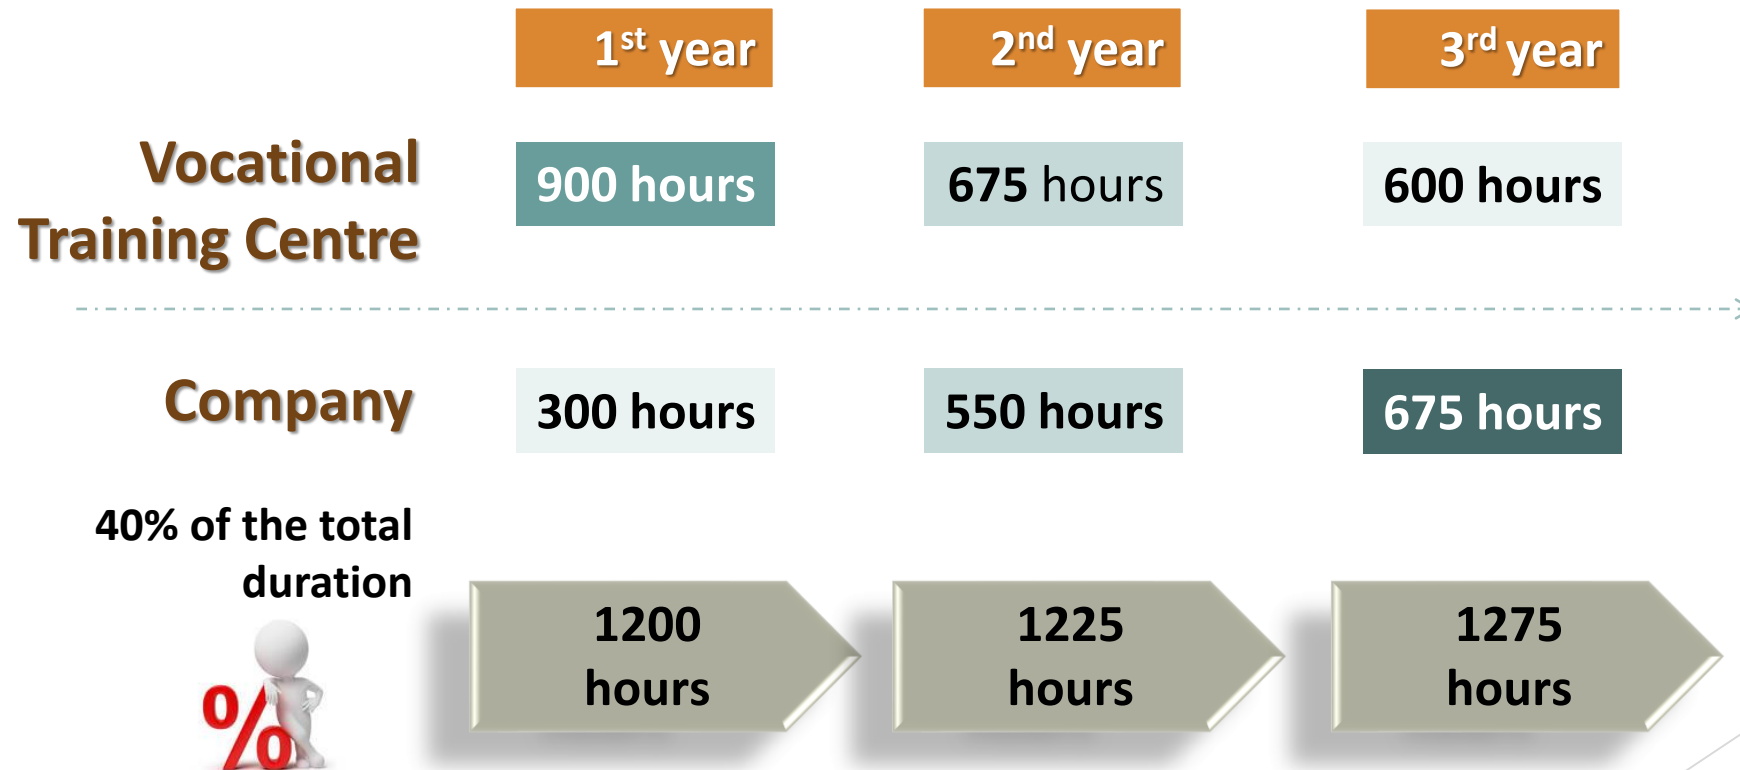 1st year
2nd year
3rd year
Vocational
Training Centre
900 hours
675 hours
600 hours
Company
300 hours
550 hours
675 hours
40% of the total
duration
1200
hours
1225
hours
1275
hours
%